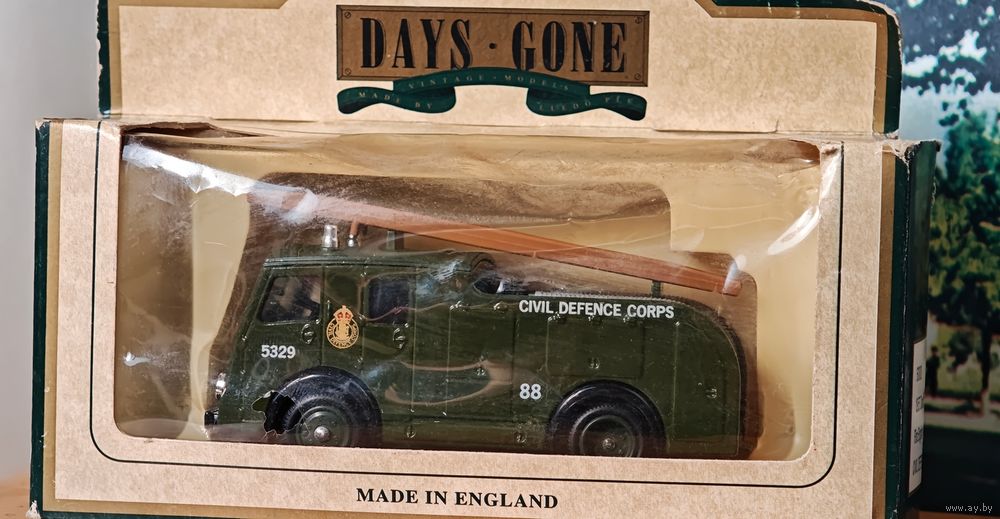 DAYS · GONE
VINTAGE · MODELS
MADE BY LLEDO PLC
CIVIL DEFENCE CORPS
5329
88
MADE IN ENGLAND
www.ay.by